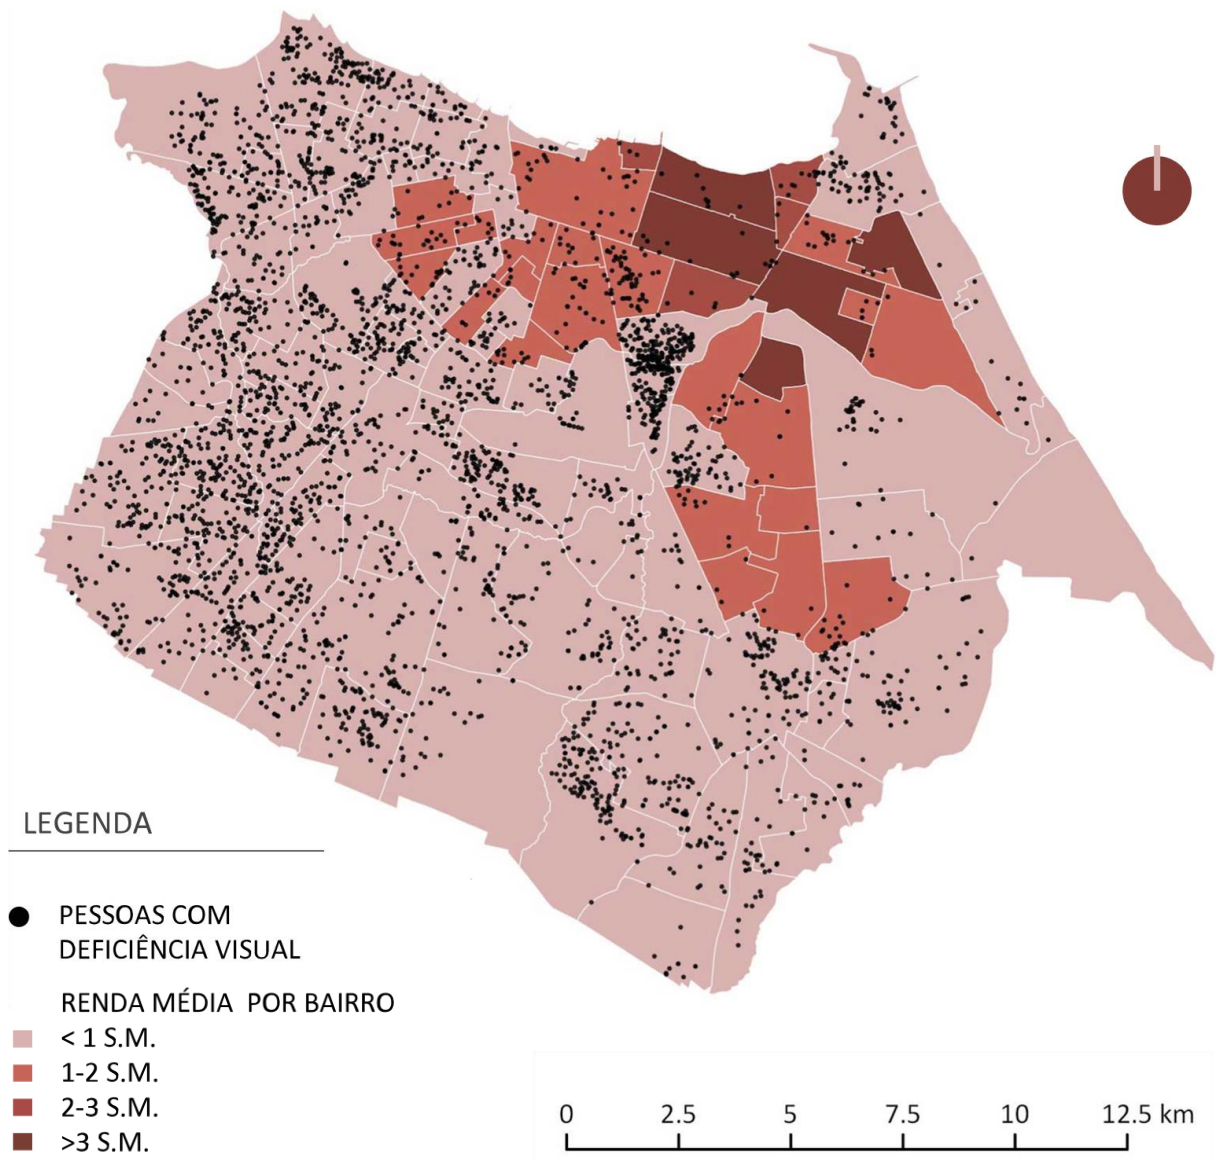 LEGENDA
PESSOAS COM
DEFICIÊNCIA VISUAL
RENDA MÉDIA POR BAIRRO
< 1 S.M.
1-2 S.M.
2-3 S.M.
>3 S.M.
0 2.5 5 7.5 10 12.5 km